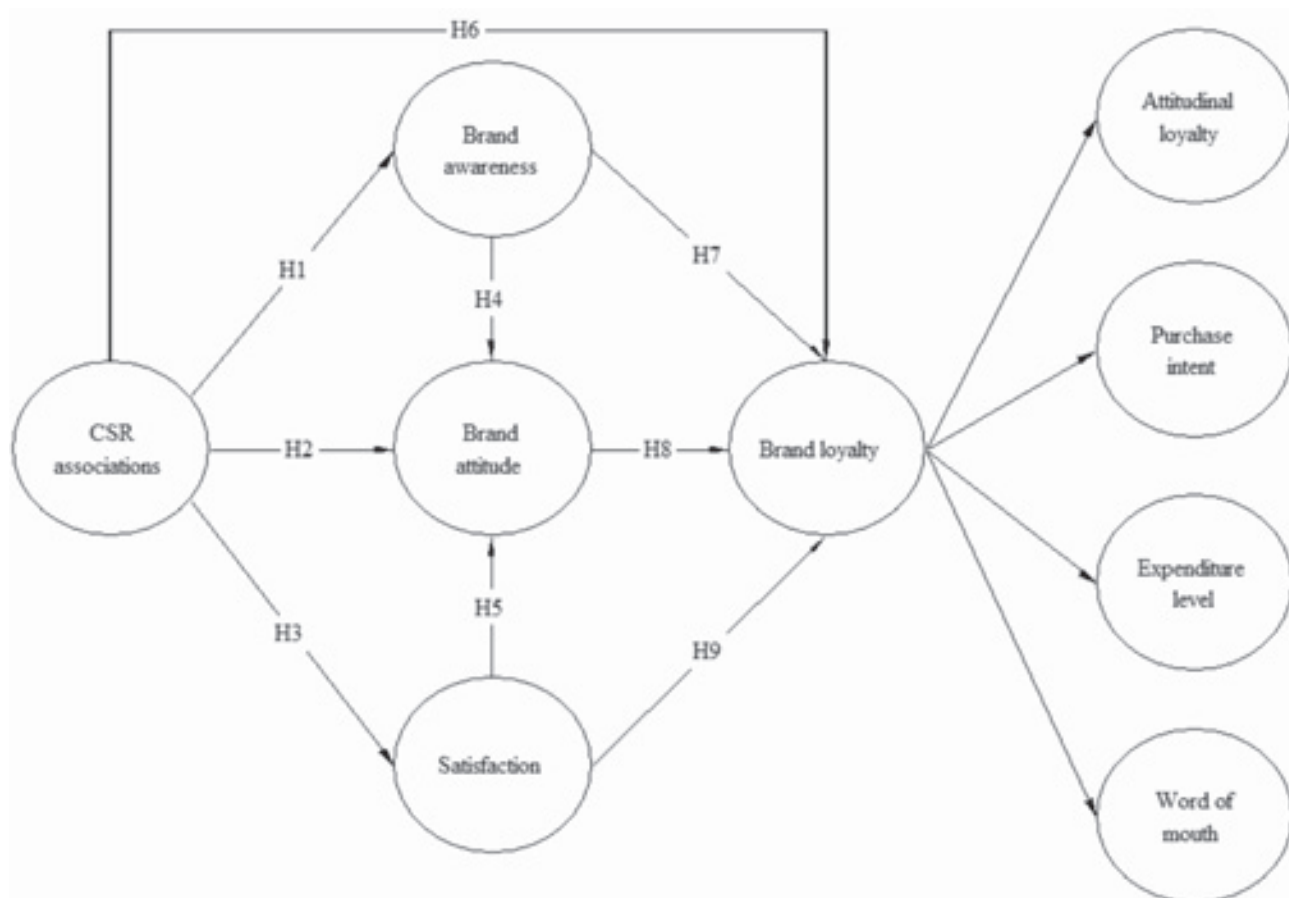 H6
Brand
awareness
Attitudinal
loyalty
H1
H4
H7
Purchase
intent
CSR
associations
H2
Brand
attitude
H8
Brand loyalty
H3
H5
H9
Expenditure
level
Satisfaction
Word of
mouth